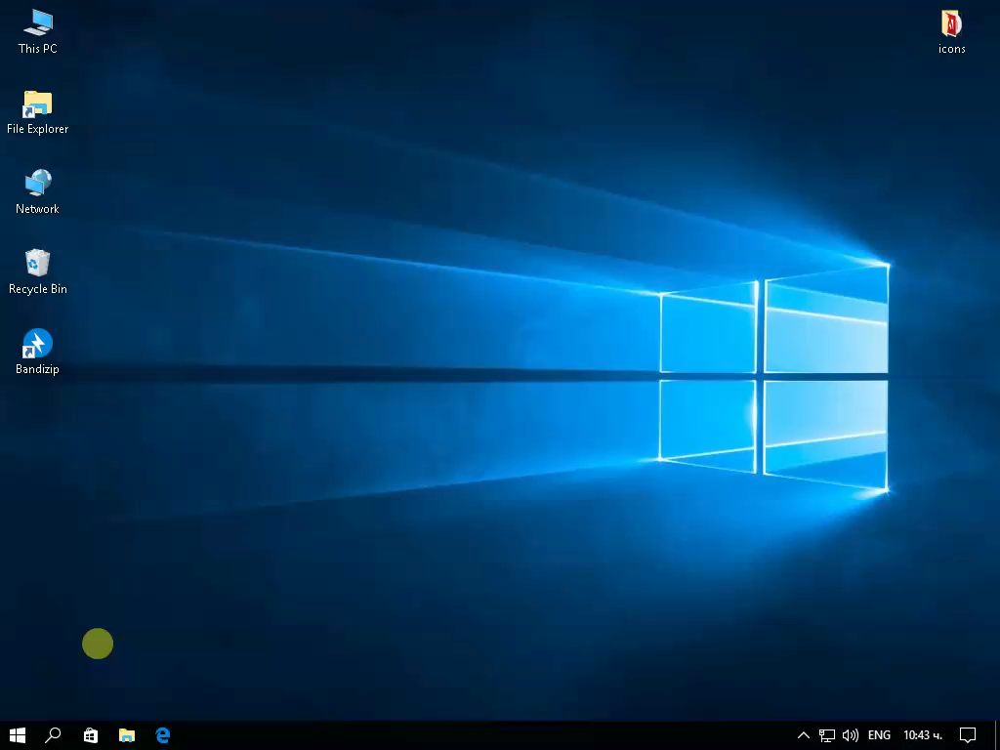 This PC
icons
File Explorer
Network
Recycle Bin
Bandizip
ENG
10:43 ч.